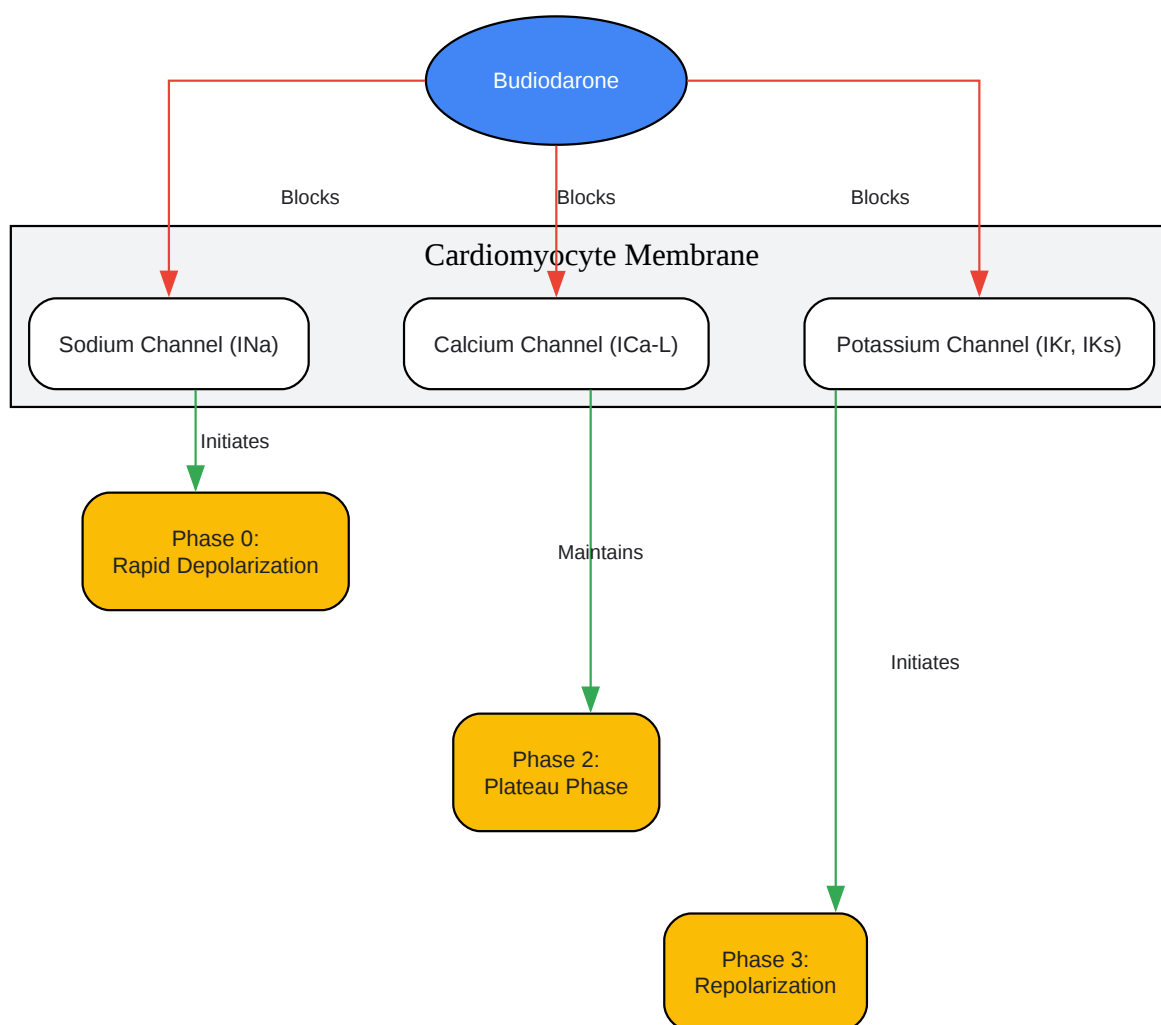 Budiodarone
Blocks
Blocks
Blocks
Cardiomyocyte Membrane
Sodium Channel (INa)
Calcium Channel (ICa-L)
Potassium Channel (IKr, IKs)
Initiates
Phase 0:
Rapid Depolarization
Maintains
Initiates
Phase 2:
Plateau Phase
Phase 3:
Repolarization